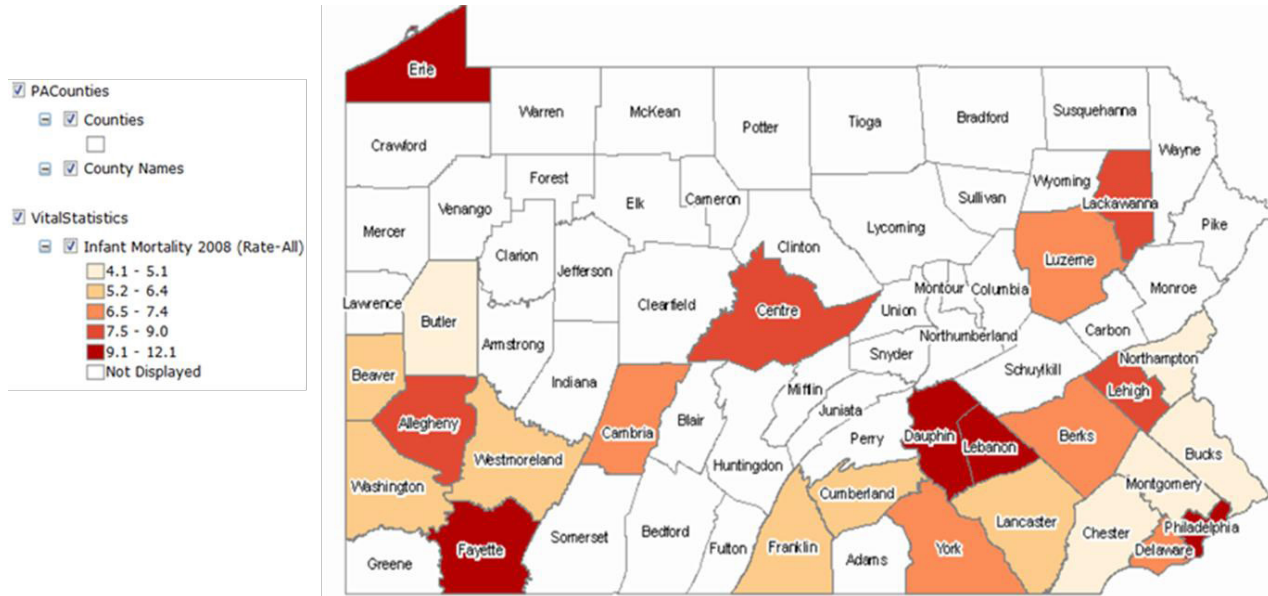 PACounties
Counties
County Names
VitalStatistics
Infant Mortality 2008 (Rate-All)
4.1 - 5.1
5.2 - 6.4
6.5 - 7.4
7.5 - 9.0
9.1 - 12.1
Not Displayed
Erie
Warren
McKean
Potter
Tioga
Bradford
Susquehanna
Wayne
Crawford
Forest
Elk
Cameron
Sullivan
Wyoming
Lackawanna
Venango
Mercer
Clarion
Jefferson
Clinton
Lycoming
Pike
Luzerne
Lawrence
Butler
Clearfield
Centre
Union
Montour
Columbia
Monroe
Armstrong
Northumberland
Carbon
Northampton
Snyder
Beaver
Indiana
Mifflin
Schuylkill
Lehigh
Allegheny
Cambria
Blair
Juniata
Perry
Dauphin
Lebanon
Berks
Bucks
Westmoreland
Huntingdon
Washington
Cumberland
Montgomery
Lancaster
Philadelphia
Greene
Fayette
Somerset
Bedford
Fulton
Franklin
Adams
York
Chester
Delaware